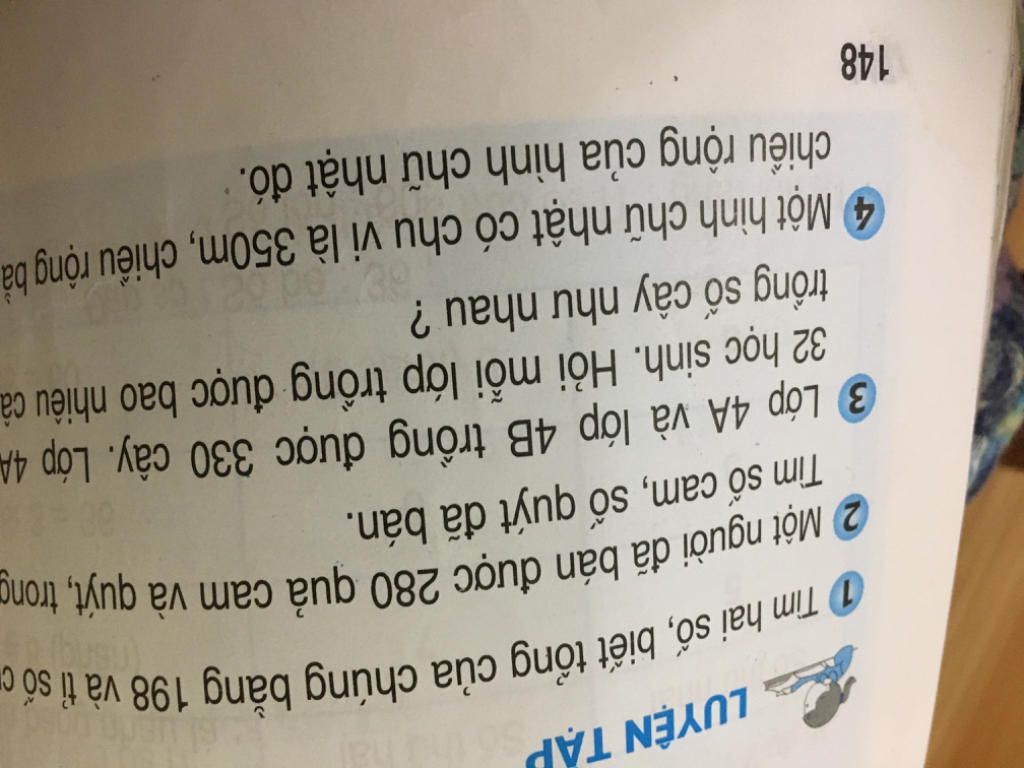 LUYỆN TẬP
1 Tìm hai số, biết tổng của chúng bằng 198 và tỉ số
2 Một người đã bán được 280 quả cam và quýt, trong
Tìm số cam, số quýt đã bán.
3 Lớp 4A và lớp 4B trồng được 330 cây. Lớp 4A
32 học sinh. Hỏi mỗi lớp trồng được bao nhiêu
trồng số cây như nhau ?
4 Một hình chữ nhật có chu vi là 350m, chiều rộng
chiều rộng của hình chữ nhật đó.
148